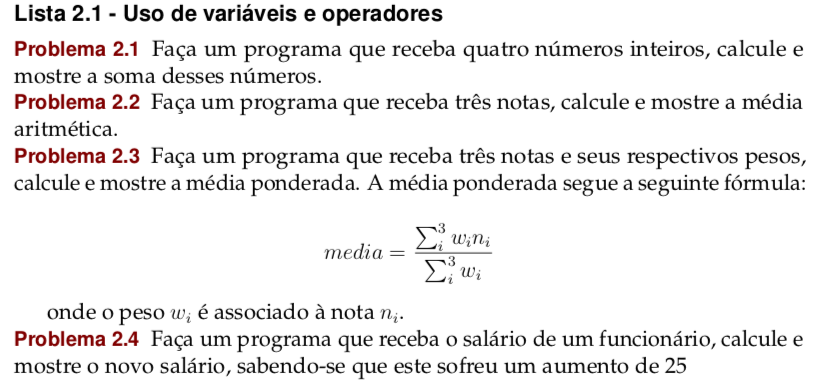 Lista 2.1 - Uso de variáveis e operadores
Problema 2.1 Faça um programa que receba quatro números inteiros, calcule e
mostre a soma desses números.
Problema 2.2 Faça um programa que receba três notas, calcule e mostre a média
aritmética.
Problema 2.3 Faça um programa que receba três notas e seus respectivos pesos,
calcule e mostre a média ponderada. A média ponderada segue a seguinte fórmula:
media = \frac{\sum_i^3 w_i n_i}{\sum_i^3 w_i}
onde o peso w_i é associado à nota n_i.
Problema 2.4 Faça um programa que receba o salário de um funcionário, calcule e
mostre o novo salário, sabendo-se que este sofreu um aumento de 25